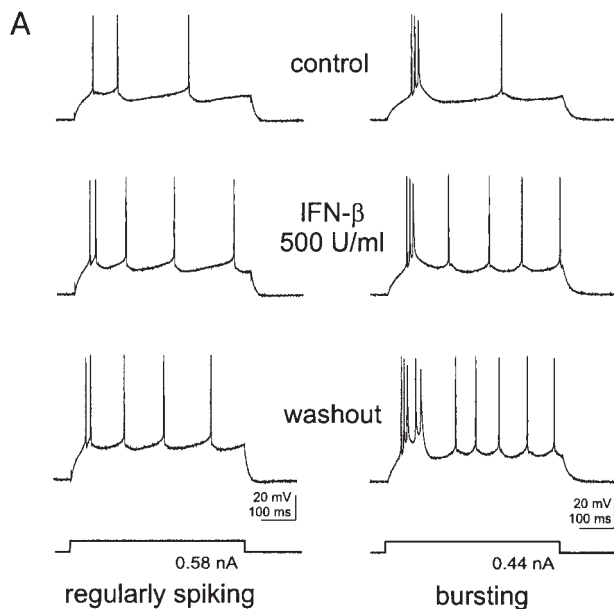 A
control
IFN-β
500 U/ml
washout
20 mV
100 ms
20 mV
100 ms
0.58 nA
0.44 nA
regularly spiking
bursting